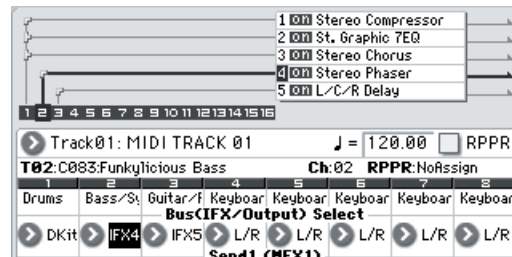 1 on Stereo Compressor
2 on St. Graphic 7EQ
3 on Stereo Chorus
4 on Stereo Phaser
5 on L/C/R Delay
1 2 3 4 5 6 7 8 9 10 11 12 13 14 15 16
Track01: MIDI TRACK 01 ♩= 120.00 RPPR
T02:C083:Funkylicious Bass Ch:02 RPPR:NoAssign
1 2 3 4 5 6 7 8
Drums Bass/Sy Guitar/F Keyboar Keyboar Keyboar Keyboar Keyboar
Bus(IFX/Output) Select
DKit IFX4 IFX5 L/R L/R L/R L/R L/R
Send1 (MFX1)